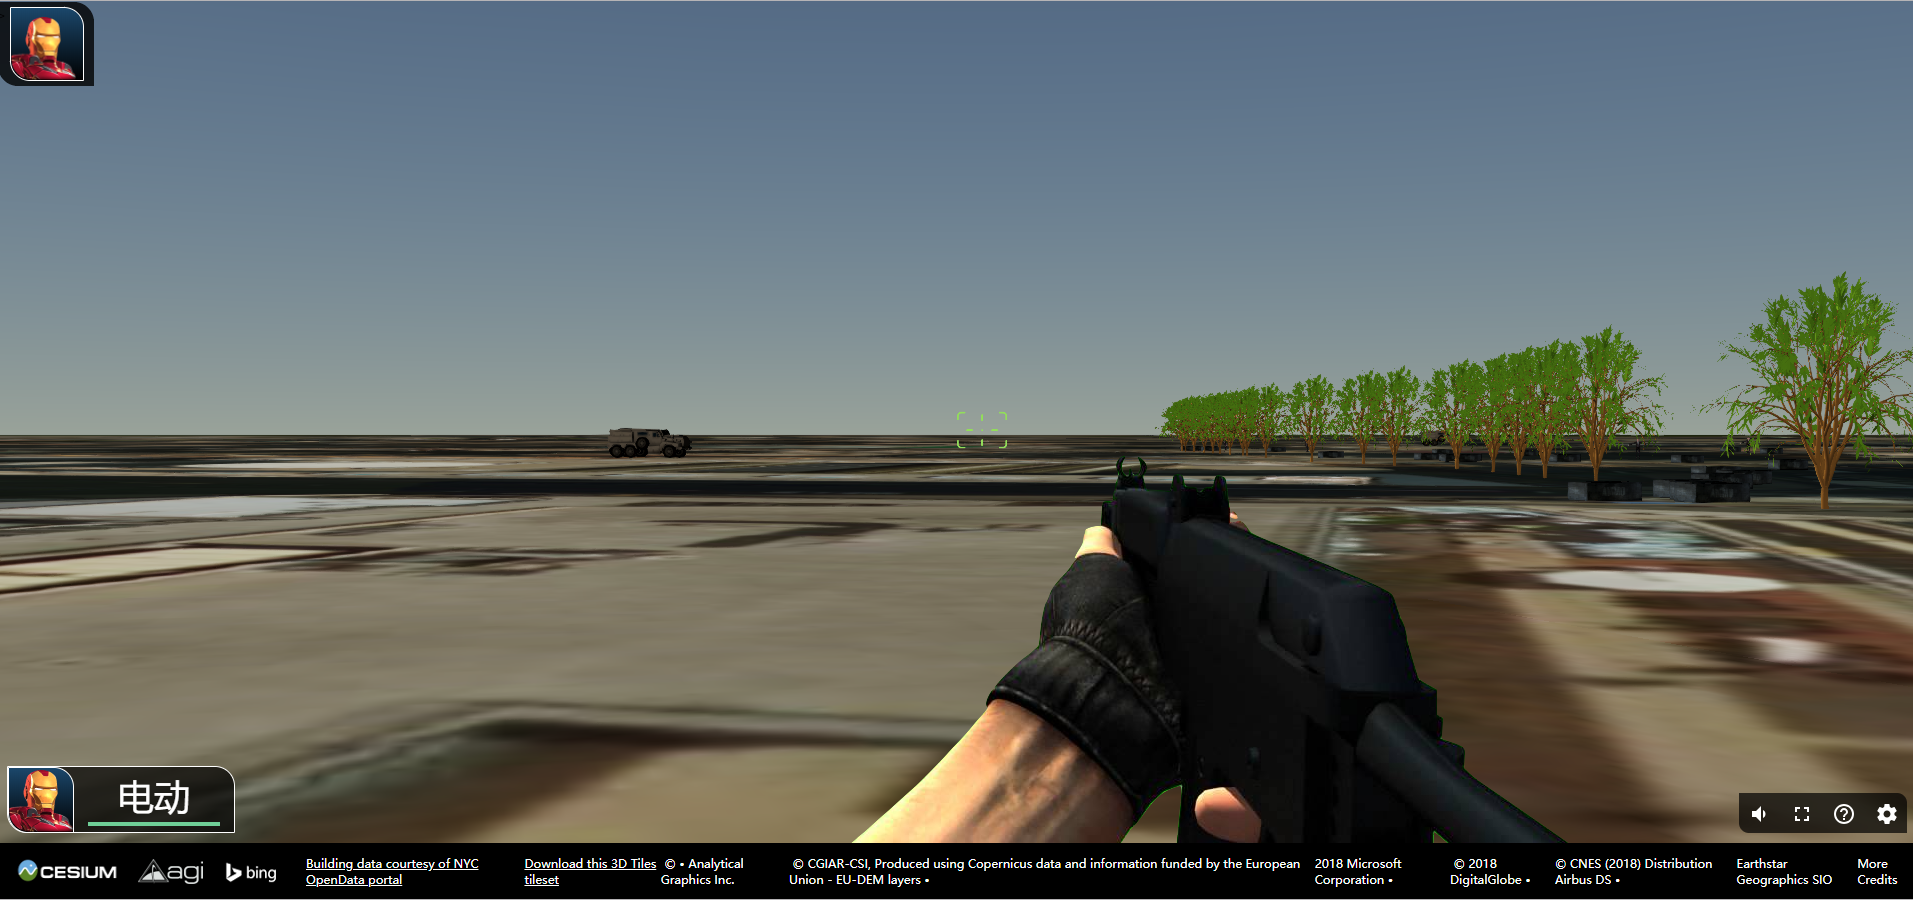 电动
CESIUM agi bing
Building data courtesy of NYC
OpenData portal
Download this 3D Tiles
tileset
© • Analytical
Graphics Inc.
© CGIAR-CSI, Produced using Copernicus data and information funded by the European
Union - EU-DEM layers •
2018 Microsoft
Corporation •
© 2018
DigitalGlobe •
© CNES (2018) Distribution
Airbus DS •
Earthstar
Geographics SIO
More
Credits